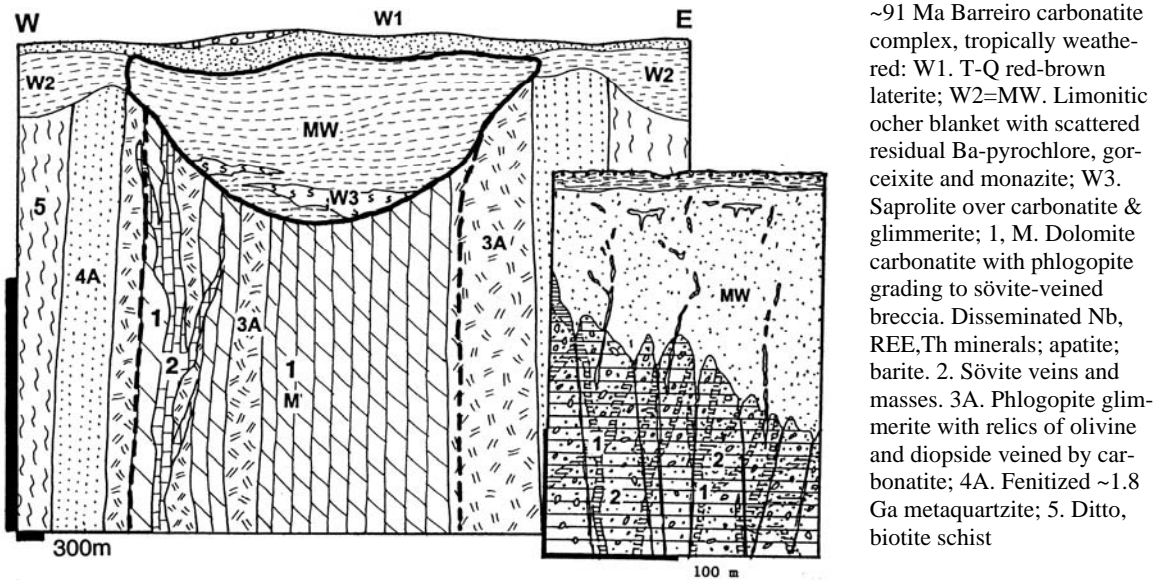 W
W1
E
W2
W2
MW
W3
5
4A
3A
1
2
3A
1
M
MW
1
2
2
1
300m
100 m
~91 Ma Barreiro carbonatite
complex, tropically weathe-
red: W1. T-Q red-brown
laterite; W2=MW. Limonitic
ocher blanket with scattered
residual Ba-pyrochlore, gor-
ceixite and monazite; W3.
Saprolite over carbonatite &
glimmerite; 1, M. Dolomite
carbonatite with phlogopite
grading to sövite-veined
breccia. Disseminated Nb,
REE,Th minerals; apatite;
barite. 2. Sövite veins and
masses. 3A. Phlogopite glim-
merite with relics of olivine
and diopside veined by car-
bonatite; 4A. Fenitized ~1.8
Ga metaquartzite; 5. Ditto,
biotite schist